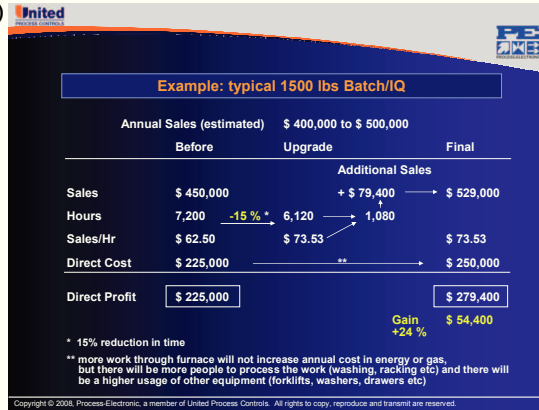 )
United
PROCESS CONTROLS
PE
PROCESS-ELECTRONIC
Example: typical 1500 lbs Batch/IQ
Annual Sales (estimated) $ 400,000 to $ 500,000
Before Upgrade Final
Additional Sales
Sales $ 450,000 + $ 79,400 $ 529,000
Hours 7,200 -15 % * 6,120 1,080
Sales/Hr $ 62.50 $ 73.53 $ 73.53
Direct Cost $ 225,000 ** $ 250,000
Direct Profit $ 225,000 $ 279,400
Gain $ 54,400
+24 %
* 15% reduction in time
** more work through furnace will not increase annual cost in energy or gas,
but there will be more people to process the work (washing, racking etc) and there will
be a higher usage of other equipment (forklifts, washers, drawers etc)
Copyright © 2008, Process-Electronic, a member of United Process Controls. All rights to copy, reproduce and transmit are reserved.